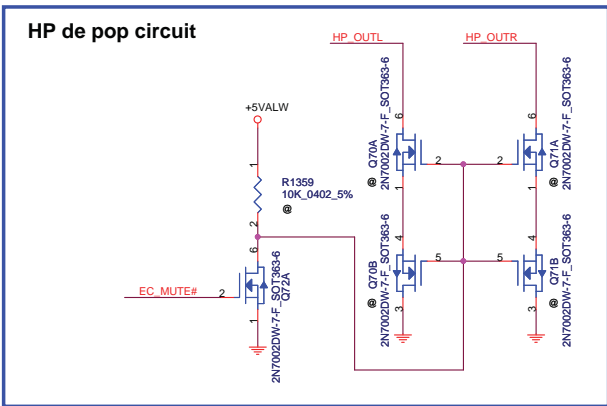 HP de pop circuit
HP_OUTL
HP_OUTR
+5VALW
1
R1359
10K_0402_5%
@
2
6
EC_MUTE#
2
1
2N7002DW-7-F_SOT363-6
Q72A
6
2
1
@
Q70A
2N7002DW-7-F_SOT363-6
6
2
1
@
Q71A
2N7002DW-7-F_SOT363-6
4
5
3
@
Q70B
2N7002DW-7-F_SOT363-6
4
5
3
@
Q71B
2N7002DW-7-F_SOT363-6